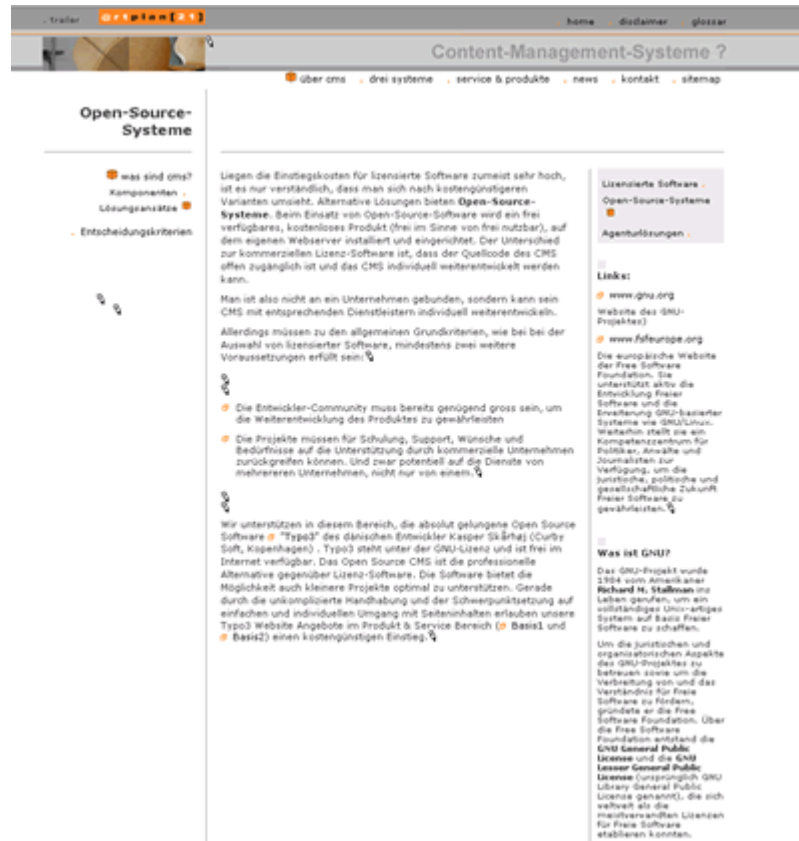 . trailer
artplan[21]
. home . disclaimer . glossar
Content-Management-Systeme ?
über cms . drei systeme . service & produkte . news . kontakt . sitemap
Open-Source-
Systeme
was sind cms?
Komponenten .
Lösungsansätze
. Entscheidungskriterien
Liegen die Einstiegskosten für lizensierte Software zumeist sehr hoch,
ist es nur verständlich, dass man sich nach kostengünstigeren
Varianten umsieht. Alternative Lösungen bieten Open-Source-
Systeme. Beim Einsatz von Open-Source-Software wird ein frei
verfügbares, kostenloses Produkt (frei im Sinne von frei nutzbar), auf
dem eigenen Webserver installiert und eingerichtet. Der Unterschied
zur kommerziellen Lizenz-Software ist, dass der Quellcode des CMS
offen zugänglich ist und das CMS individuell weiterentwickelt werden
kann.
Man ist also nicht an ein Unternehmen gebunden, sondern kann sein
CMS mit entsprechenden Dienstleistern individuell weiterentwickeln.
Allerdings müssen zu den allgemeinen Grundkriterien, wie bei bei der
Auswahl von lizensierter Software, mindestens zwei weitere
Voraussetzungen erfüllt sein:
Die Entwickler-Community muss bereits genügend gross sein, um
die Weiterentwicklung des Produktes zu gewährleisten
Die Projekte müssen für Schulung, Support, Wünsche und
Bedürfnisse auf die Unterstützung durch kommerzielle Unternehmen
zurückgreifen können. Und zwar potentiell auf die Dienste von
mehrereren Unternehmen, nicht nur von einem.
Wir unterstützen in diesem Bereich, die absolut gelungene Open Source
Software "Typo3" des dänischen Entwickler Kasper Skårhøj (Curby
Soft, Kopenhagen) . Typo3 steht unter der GNU-Lizenz und ist frei im
Internet verfügbar. Das Open Source CMS ist die professionelle
Alternative gegenüber Lizenz-Software. Die Software bietet die
Möglichkeit auch kleinere Projekte optimal zu unterstützen. Gerade
durch die unkomplizierte Handhabung und der Schwerpunktsetzung auf
einfachen und individuellen Umgang mit Seiteninhalten erlauben unsere
Typo3 Website Angebote im Produkt & Service Bereich ( Basis1 und
Basis2) einen kostengünstigen Einstieg.
Lizensierte Software .
Open-Source-Systeme
Agenturlösungen .
Links:
www.gnu.org
Website des GNU-
Projektes)
www.fsfeurope.org
Die europäische Website
der Free Software
Foundation. Sie
unterstützt aktiv die
Entvicklung Freier
Software und die
Erveiterung GNU-basierter
Systeme vie GNU/Linux.
Weiterhin stellt sie ein
Kompetenzzentrum für
Politiker, Anvälte und
Journalisten zur
Verfügung, um die
juristische, politische und
gesellschaftliche Zukunft
Freier Software zu
gevährleisten.
Was ist GNU?
Das GNU-Projekt vurde
1984 vom Amerikaner
Richard M. Stallman ins
Leben gerufen, um ein
vollständiges Unix-artiges
System auf Basis Freier
Software zu schaffen.
Um die juristischen und
organisatorischen Aspekte
des GNU-Projektes zu
betreuen sovie um die
Verbreitung von und das
Verständnis für Freie
Software zu fördern,
gründete er die Free
Software Foundation. Über
die Free Software
Foundation entstand die
GNU General Public
License und die GNU
Lesser General Public
License (ursprünglich GNU
Library General Public
License genannt), die sich
veltveit als die
meistvervandten Lizenzen
für Freie Software
etablieren konnten.